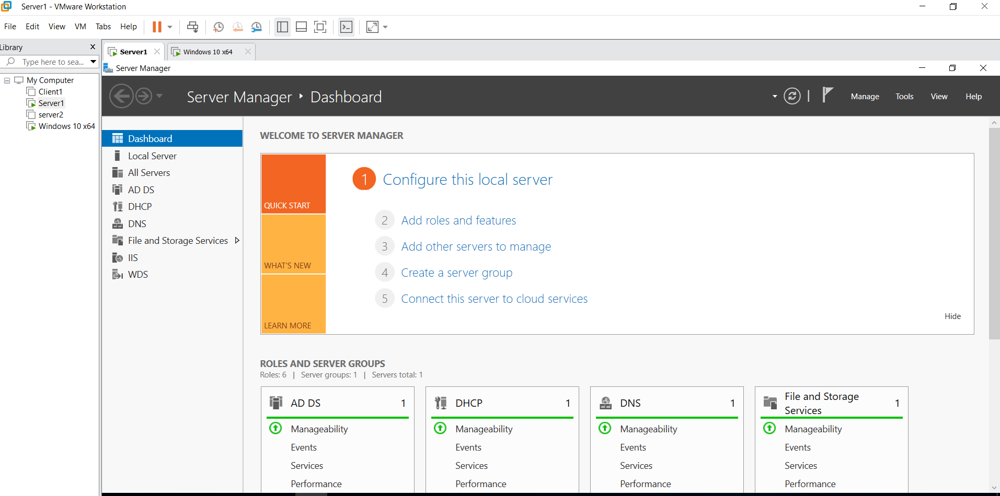 Server1 - VMware Workstation
File Edit View VM Tabs Help
Library
Type here to sea...
My Computer
Client1
Server1
server2
Windows 10 x64
Server1
Windows 10 x64
Server Manager
Server Manager Dashboard
Manage Tools View Help
Dashboard
Local Server
All Servers
AD DS
DHCP
DNS
File and Storage Services
IIS
WDS
WELCOME TO SERVER MANAGER
QUICK START
WHAT'S NEW
LEARN MORE
1 Configure this local server
2 Add roles and features
3 Add other servers to manage
4 Create a server group
5 Connect this server to cloud services
Hide
ROLES AND SERVER GROUPS
Roles: 6 | Server groups: 1 | Servers total: 1
AD DS 1
Manageability
Events
Services
Performance
DHCP 1
Manageability
Events
Services
Performance
DNS 1
Manageability
Events
Services
Performance
File and Storage
Services 1
Manageability
Events
Services
Performance